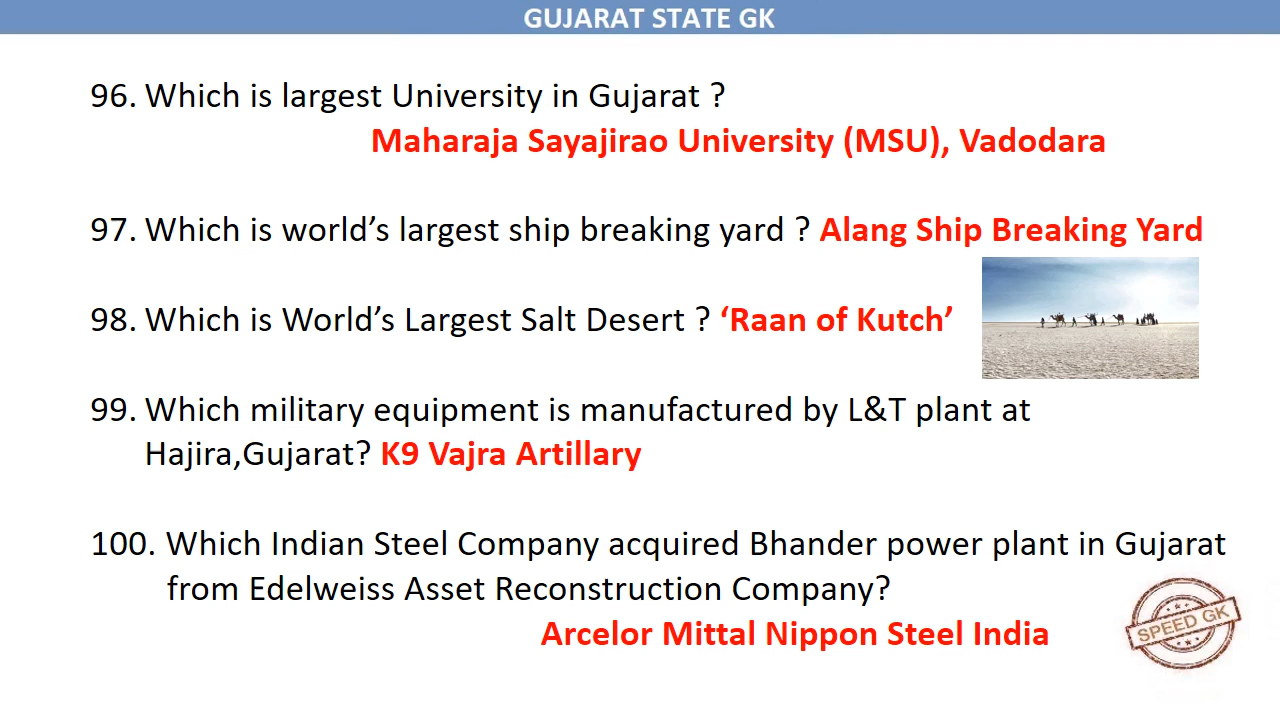 GUJARAT STATE GK
96. Which is largest University in Gujarat ?
Maharaja Sayajirao University (MSU), Vadodara
97. Which is world’s largest ship breaking yard ? Alang Ship Breaking Yard
98. Which is World’s Largest Salt Desert ? ‘Raan of Kutch’
99. Which military equipment is manufactured by L&T plant at
Hajira,Gujarat? K9 Vajra Artillary
100. Which Indian Steel Company acquired Bhander power plant in Gujarat
from Edelweiss Asset Reconstruction Company?
Arcelor Mittal Nippon Steel India
SPEED GK